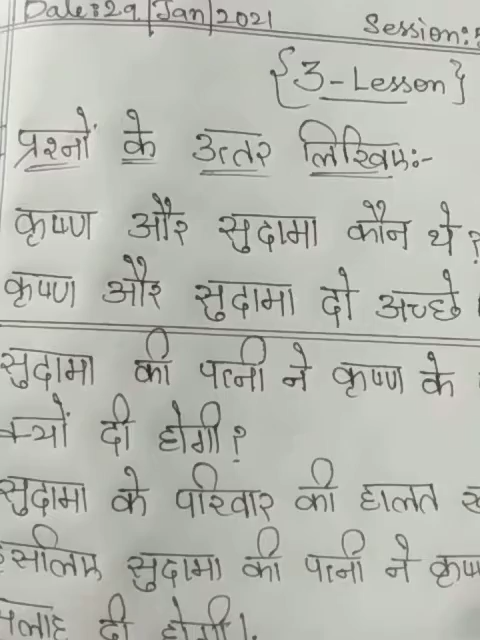 Date: 29 Jan 2021
Session:
{3-Lesson}
प्रश्नों के उत्तर लिखिए:-
कृष्ण और सुदामा कौन थे?
कृष्ण और सुदामा दो अच्छे
सुदामा की पत्नी ने कृष्ण के
क्यों दी होगी?
सुदामा के परिवार की हालत
इसलिए सुदामा की पत्नी ने कृष्ण
सलाह दी होगी।